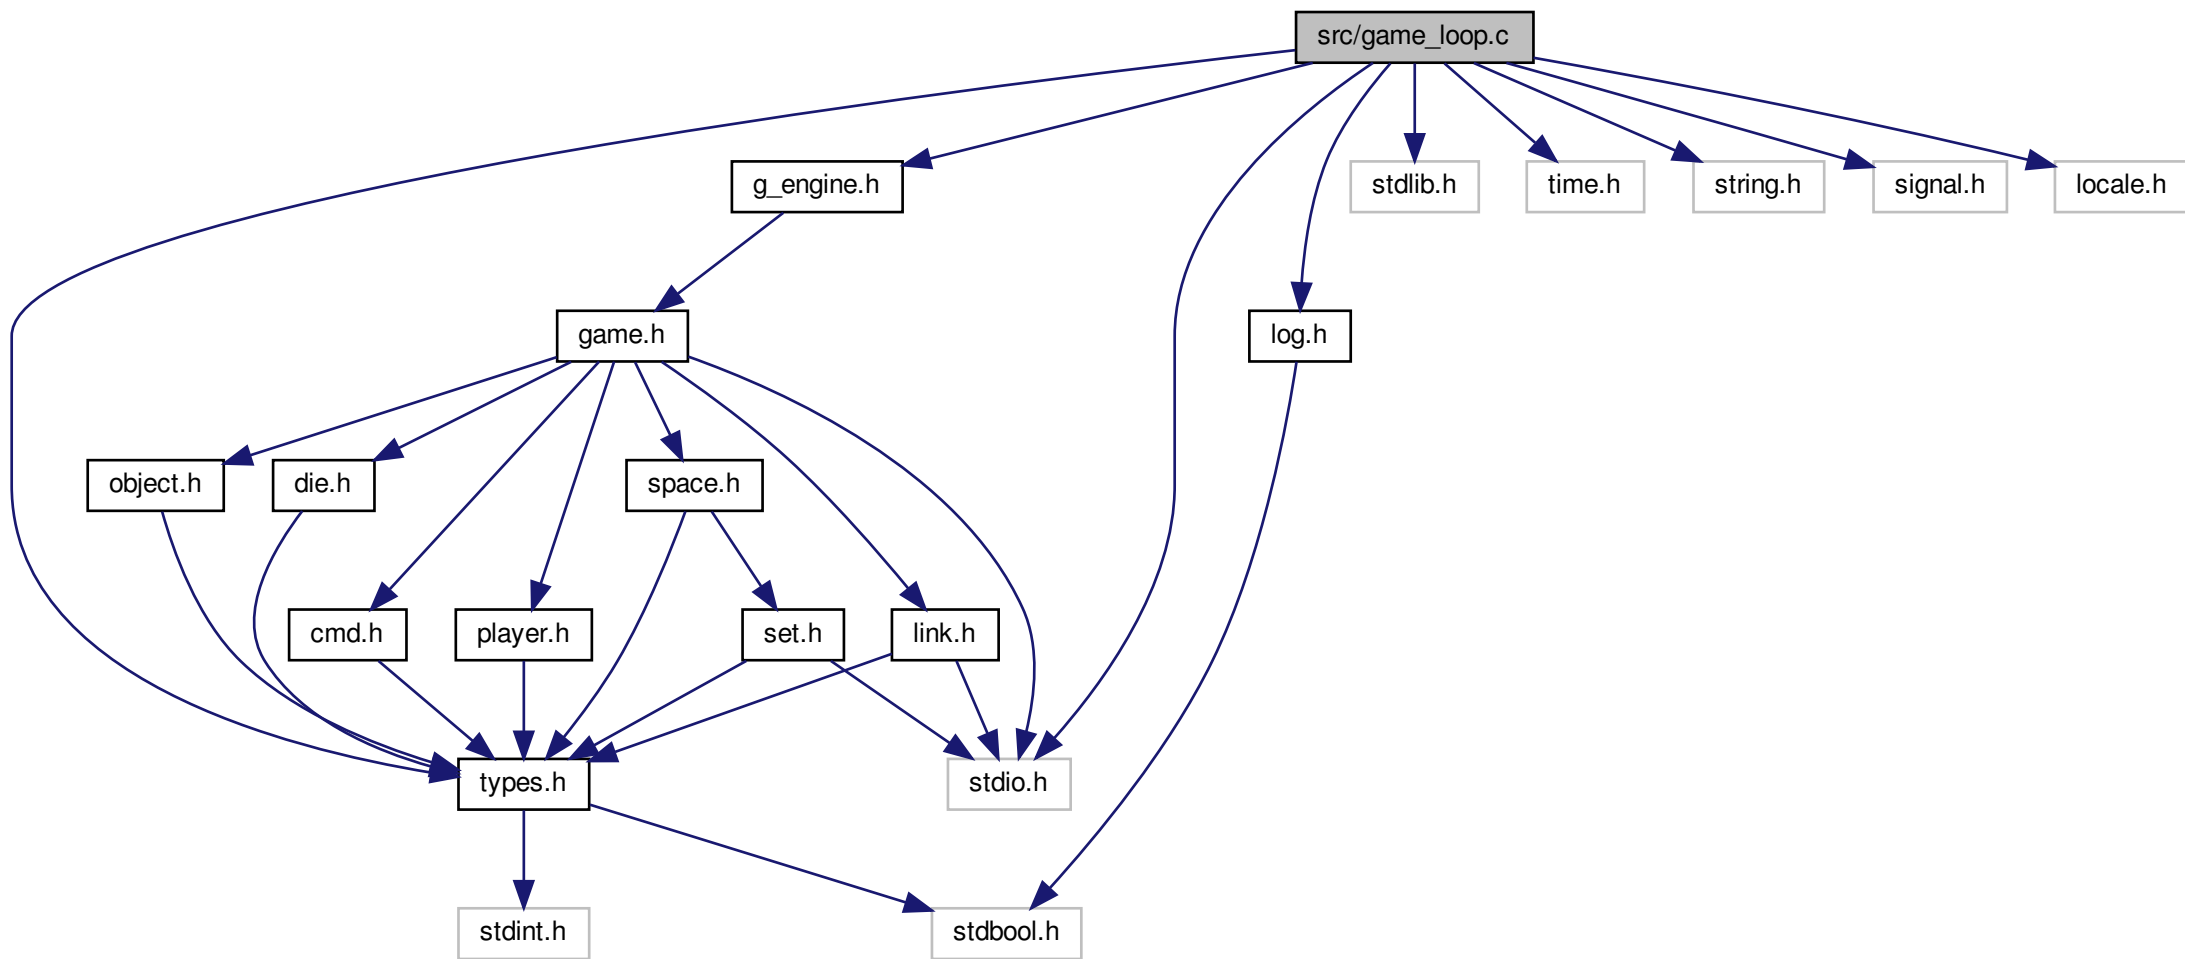 src/game_loop.c
g_engine.h
stdlib.h
time.h
string.h
signal.h
locale.h
game.h
log.h
object.h
die.h
space.h
cmd.h
player.h
set.h
link.h
types.h
stdio.h
stdint.h
stdbool.h